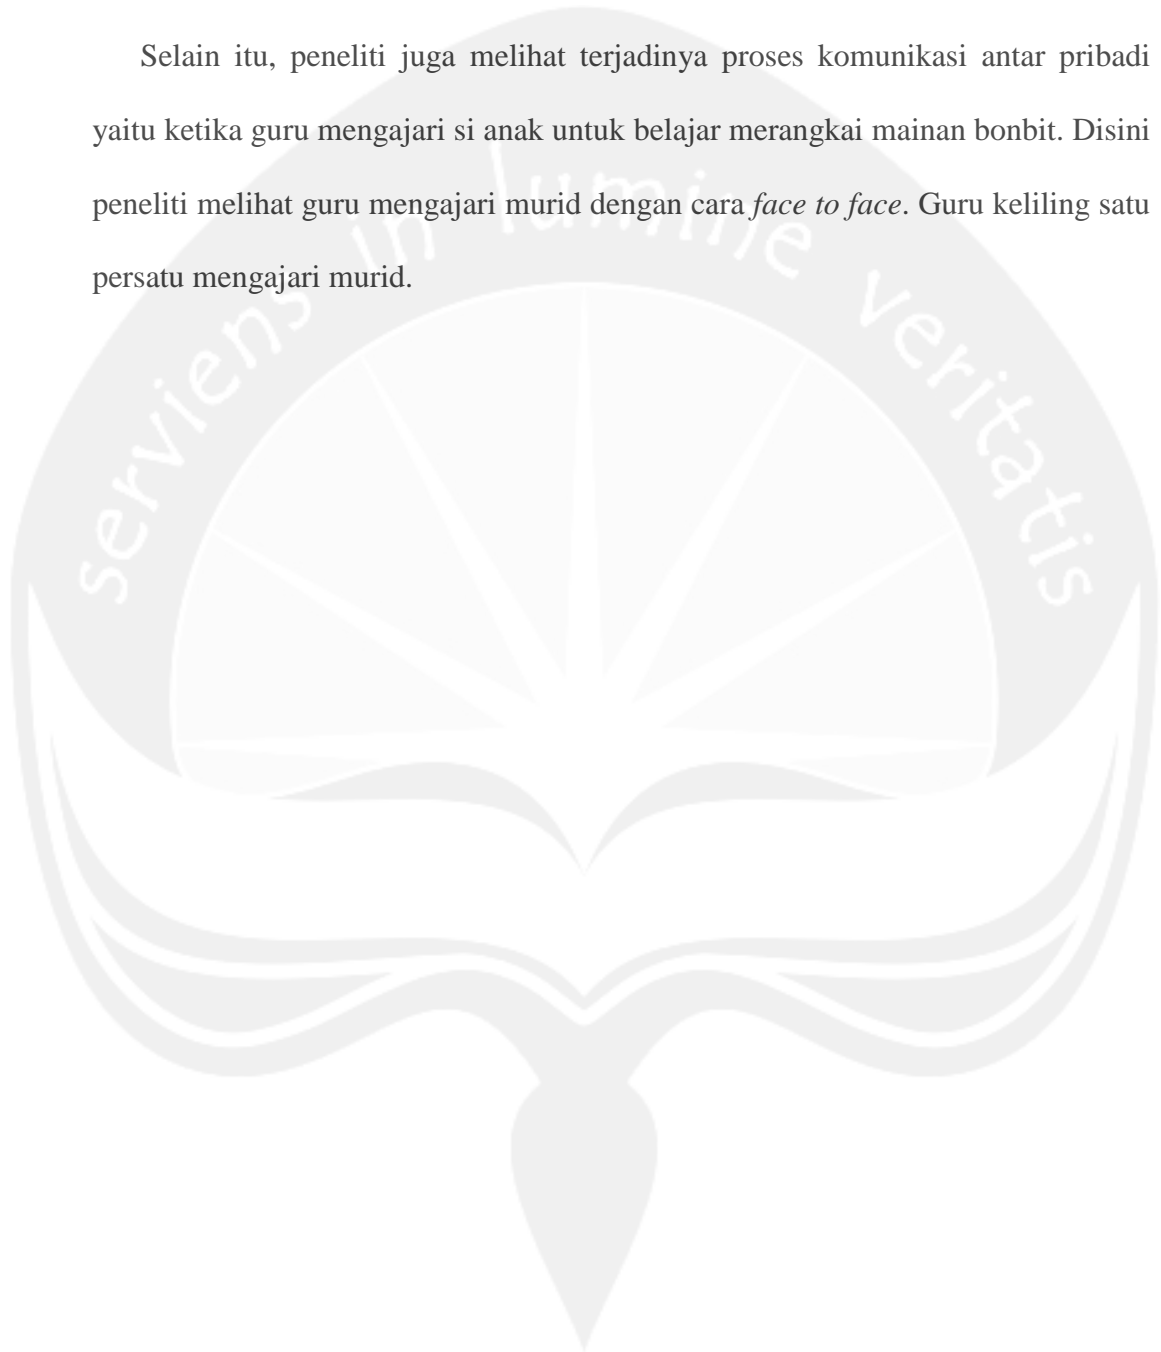 Selain itu, peneliti juga melihat terjadinya proses komunikasi antar pribadi
yaitu ketika guru mengajari si anak untuk belajar merangkai mainan bonbit. Disini
peneliti melihat guru mengajari murid dengan cara face to face. Guru keliling satu
persatu mengajari murid.
serviens in lumine veritatis